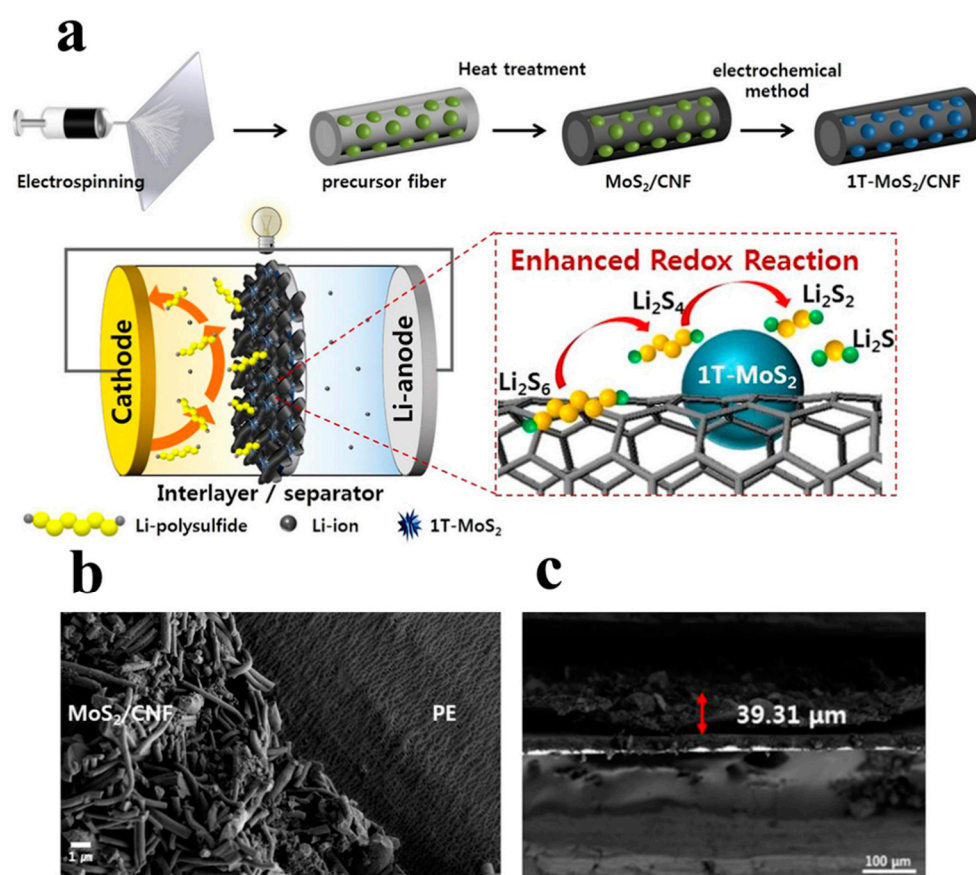 a
Heat treatment
electrochemical
method
Electrospinning
precursor fiber
MoS₂/CNF
1T-MoS₂/CNF
Enhanced Redox Reaction
Li₂S₄
Li₂S₂
Li₂S
Li₂S₆
1T-MoS₂
Cathode
Li-anode
Interlayer / separator
Li-polysulfide
Li-ion
1T-MoS₂
b
c
MoS₂/CNF
PE
39.31 μm
1 μm
100 μm